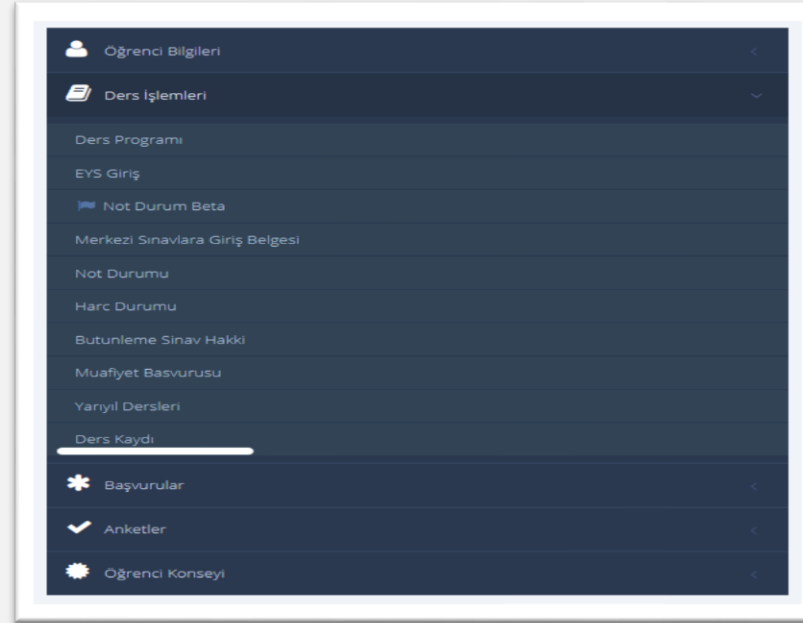 Öğrenci Bilgileri
Ders İşlemleri
Ders Programı
EYS Giriş
Not Durum Beta
Merkezi Sınavlara Giriş Belgesi
Not Durumu
Harc Durumu
Butunleme Sinav Hakki
Muafiyet Basvurusu
Yarıyıl Dersleri
Ders Kaydı
Başvurular
Anketler
Öğrenci Konseyi